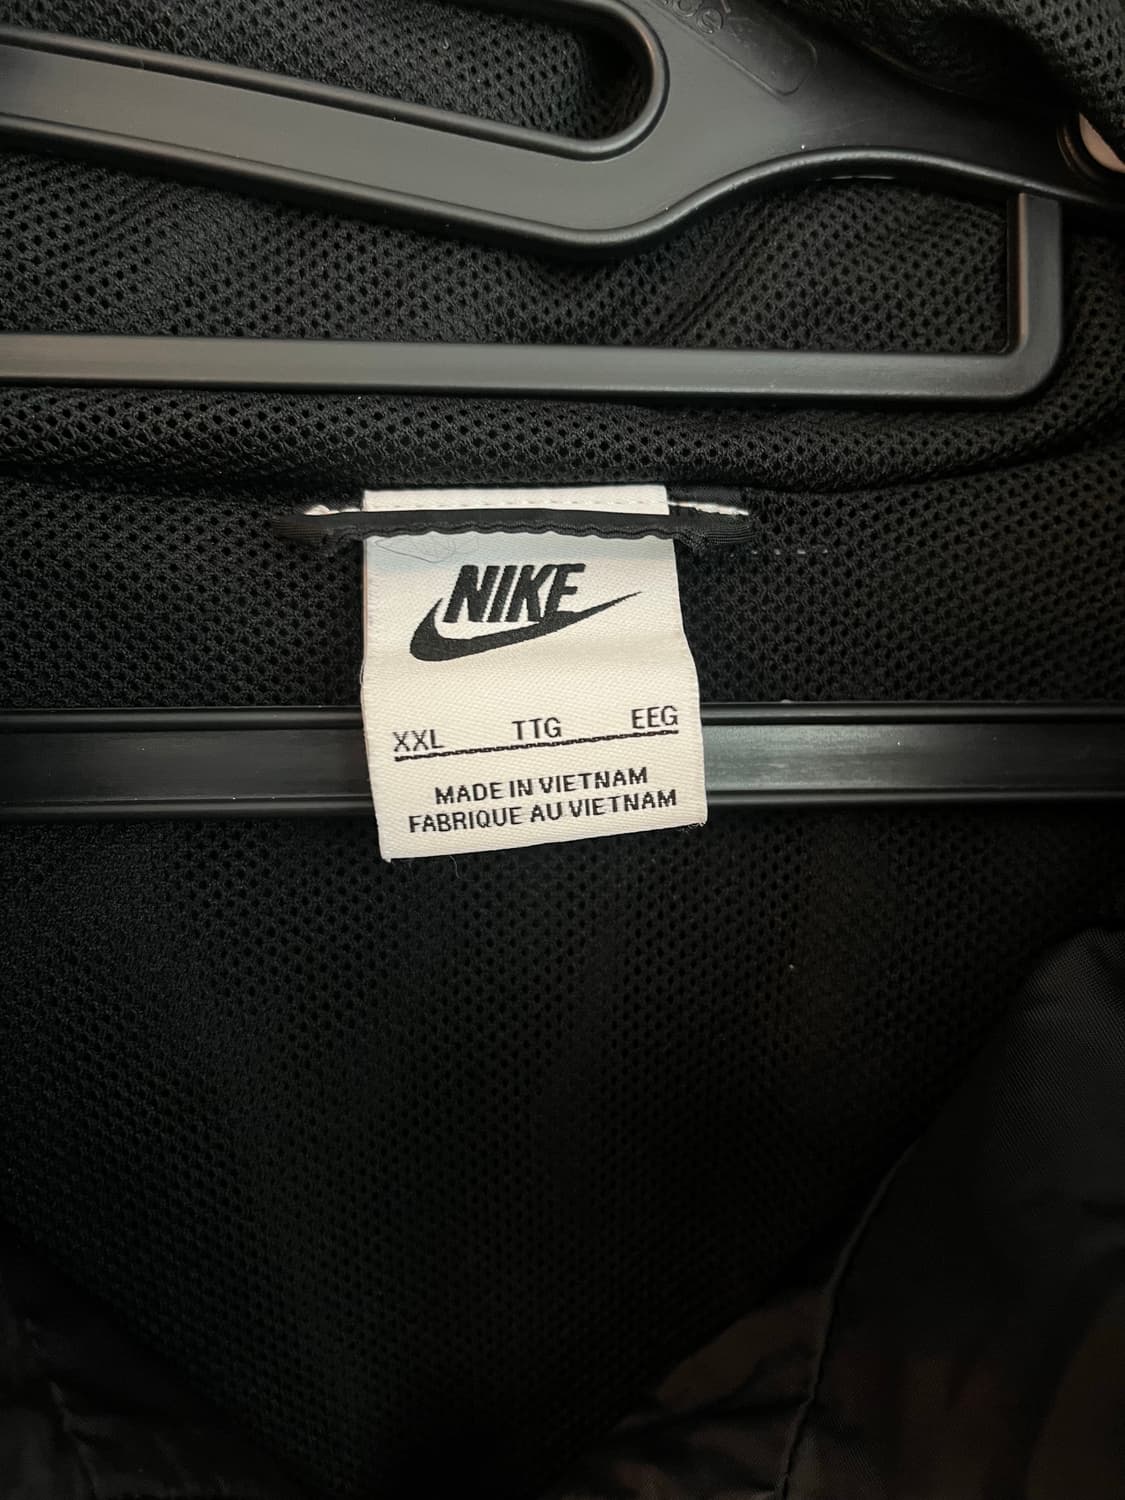 NIKE
XXL TTG EEG
MADE IN VIETNAM
FABRIQUE AU VIETNAM